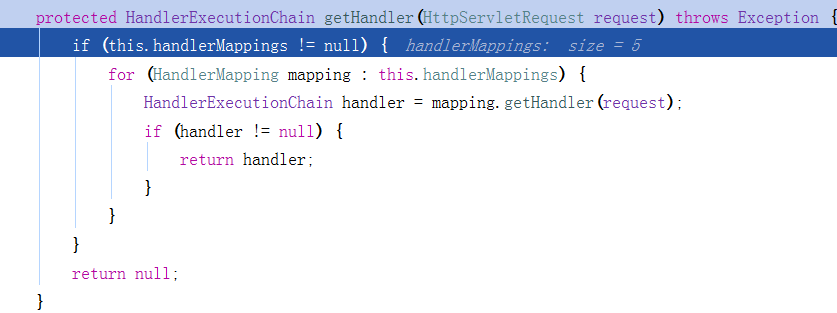 protected HandlerExecutionChain getHandler(HttpServletRequest request) throws Exception {
if (this.handlerMappings != null) { handlerMappings: size = 5
for (HandlerMapping mapping : this.handlerMappings) {
HandlerExecutionChain handler = mapping.getHandler(request);
if (handler != null) {
return handler;
}
}
}
return null;
}